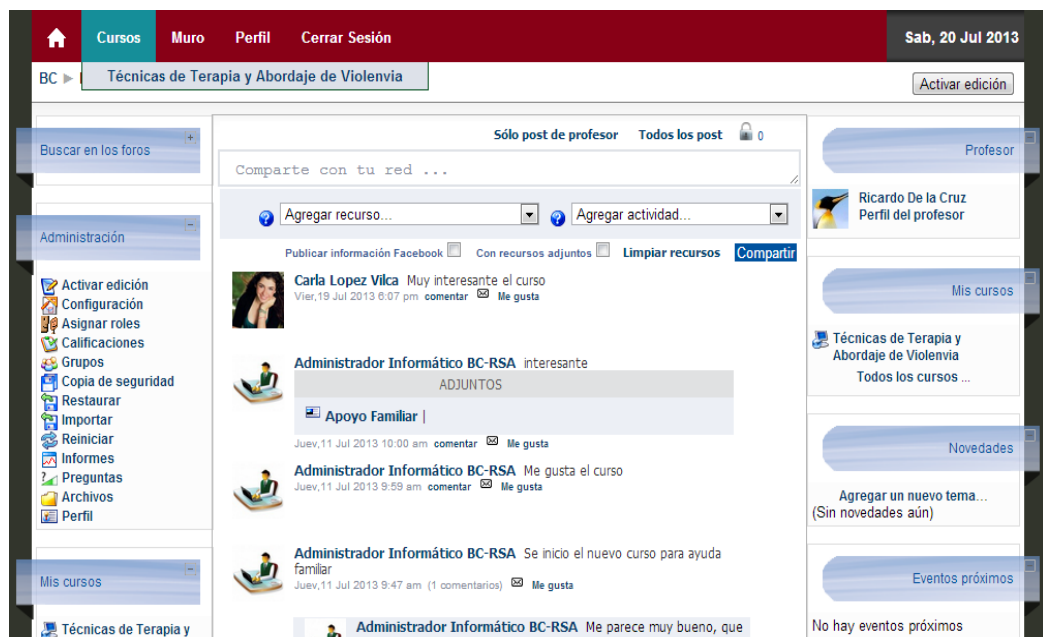 Cursos Muro Perfil Cerrar Sesión Sab, 20 Jul 2013
BC ► Técnicas de Terapia y Abordaje de Violenvia Activar edición
Buscar en los foros
Administración
Activar edición
Configuración
Asignar roles
Calificaciones
Grupos
Copia de seguridad
Restaurar
Importar
Reiniciar
Informes
Preguntas
Archivos
Perfil
Mis cursos
Técnicas de Terapia y
Sólo post de profesor Todos los post 0
Comparte con tu red ...
Agregar recurso... Agregar actividad...
Publicar información Facebook Con recursos adjuntos Limpiar recursos Compartir
Carla Lopez Vilca Muy interesante el curso
Vier,19 Jul 2013 6:07 pm comentar Me gusta
Administrador Informático BC-RSA interesante
ADJUNTOS
Apoyo Familiar |
Juev,11 Jul 2013 10:00 am comentar Me gusta
Administrador Informático BC-RSA Me gusta el curso
Juev,11 Jul 2013 9:59 am comentar Me gusta
Administrador Informático BC-RSA Se inicio el nuevo curso para ayuda
familiar
Juev,11 Jul 2013 9:47 am (1 comentarios) Me gusta
Administrador Informático BC-RSA Me parece muy bueno, que
Profesor
Ricardo De la Cruz
Perfil del profesor
Mis cursos
Técnicas de Terapia y
Abordaje de Violenvia
Todos los cursos ...
Novedades
Agregar un nuevo tema...
(Sin novedades aún)
Eventos próximos
No hay eventos próximos